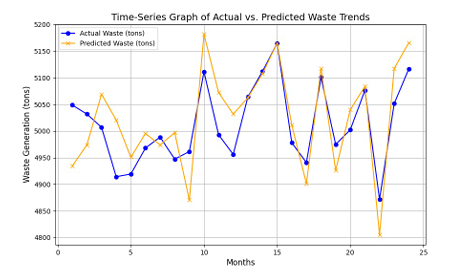 Time-Series Graph of Actual vs. Predicted Waste Trends
Actual Waste (tons)
Predicted Waste (tons)
Waste Generation (tons)
5200
5150
5100
5050
5000
4950
4900
4850
4800
0 5 10 15 20 25
Months